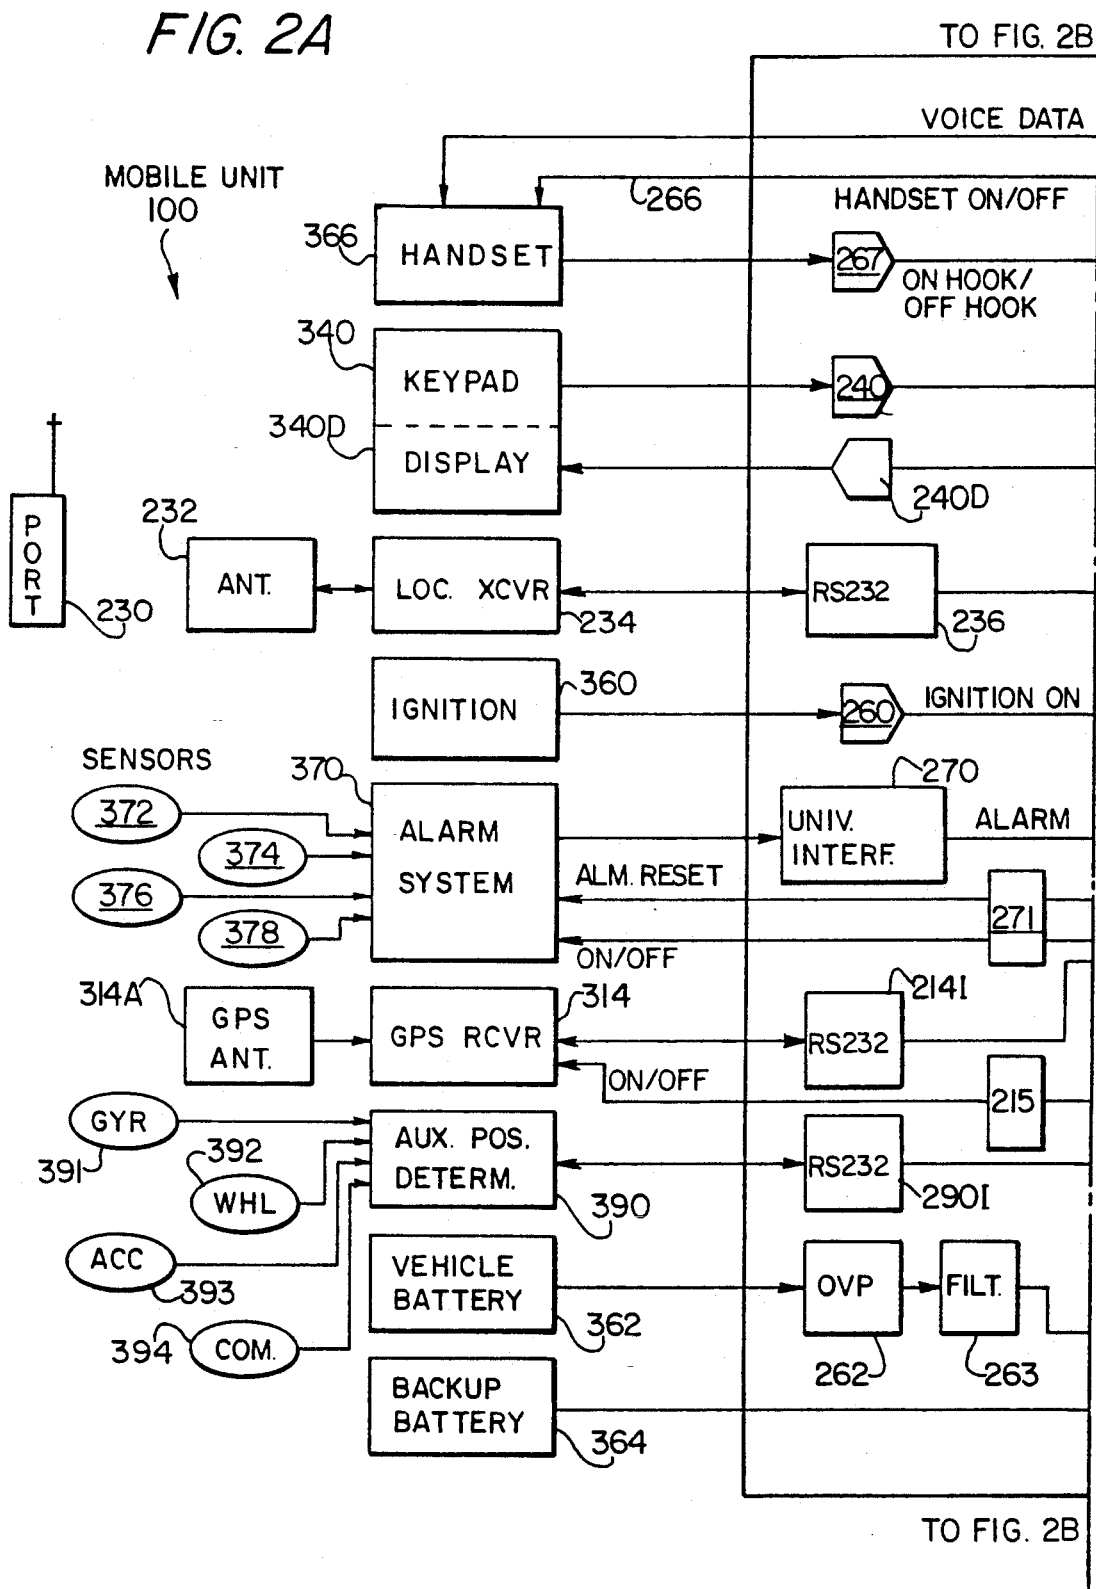 FIG. 2A
TO FIG. 2B
VOICE DATA
MOBILE UNIT
100
266
HANDSET ON/OFF
366
HANDSET
267
ON HOOK/
OFF HOOK
340
KEYPAD
240
340D
DISPLAY
240D
PORT
230
232
ANT.
LOC. XCVR
234
RS232
236
IGNITION
360
260
IGNITION ON
SENSORS
372
374
376
378
370
ALARM
SYSTEM
270
UNIV.
INTERF.
ALARM
ALM. RESET
271
ON/OFF
314A
GPS
ANT.
GPS RCVR
314
214I
RS232
ON/OFF
215
GYR
391
392
WHL
ACC
393
394
COM.
AUX. POS.
DETERM.
390
RS232
290I
VEHICLE
BATTERY
362
OVP
262
FILT.
263
BACKUP
BATTERY
364
TO FIG. 2B